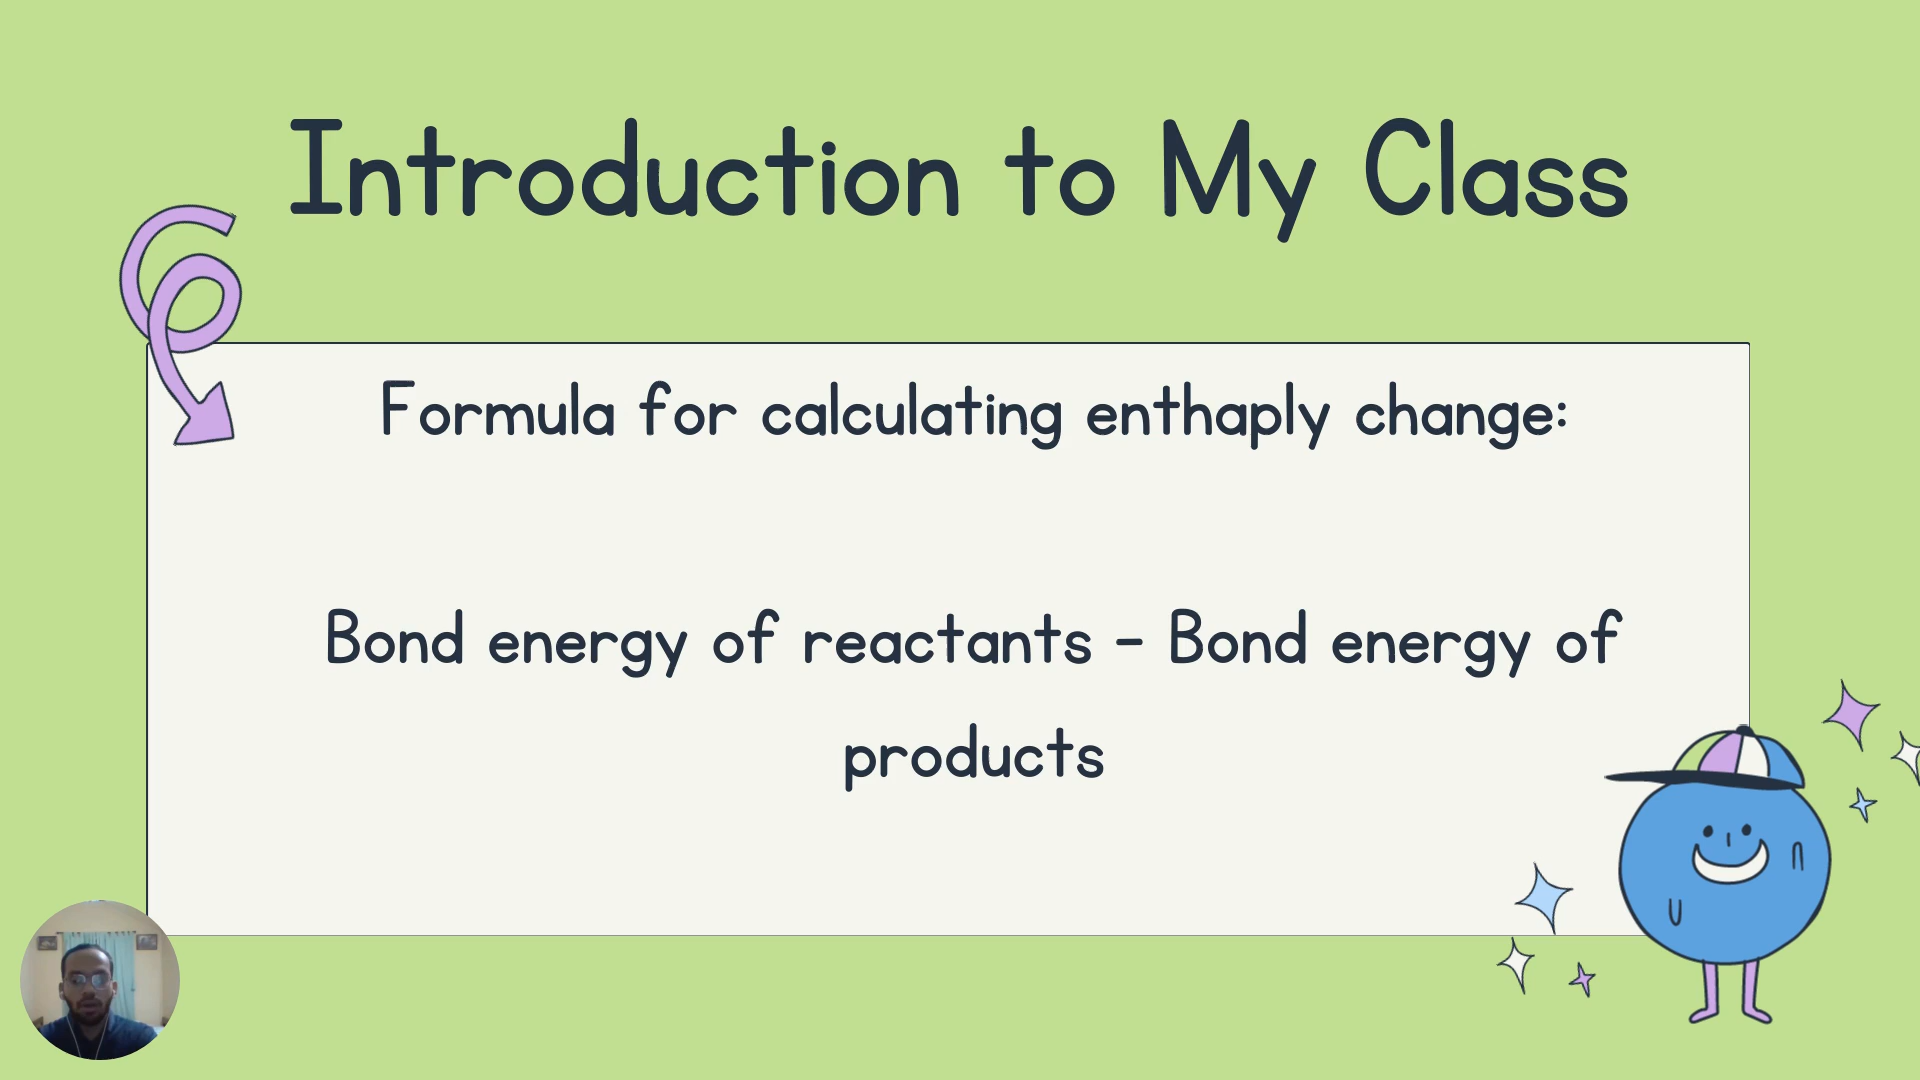 Introduction to My Class
Formula for calculating enthaply change:
Bond energy of reactants - Bond energy of
products